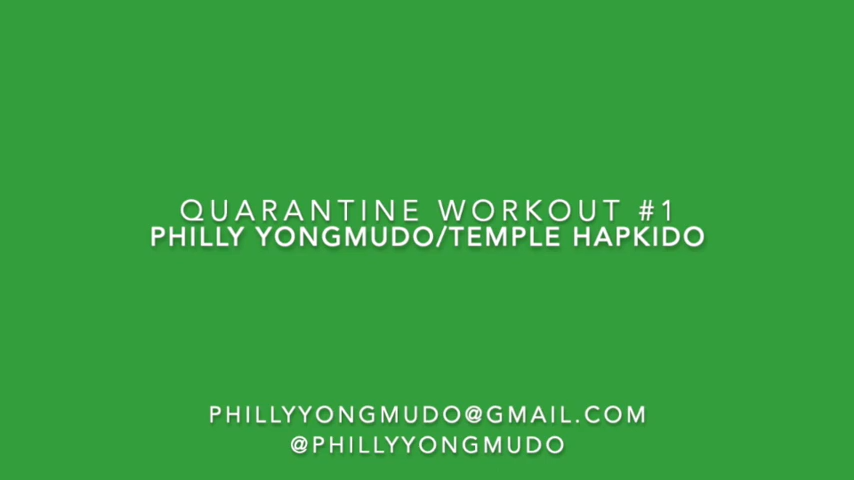 QUARANTINE WORKOUT #1
PHILLY YONGMUDO/TEMPLE HAPKIDO
PHILLYYONGMUDO@GMAIL.COM
@PHILLYYONGMUDO